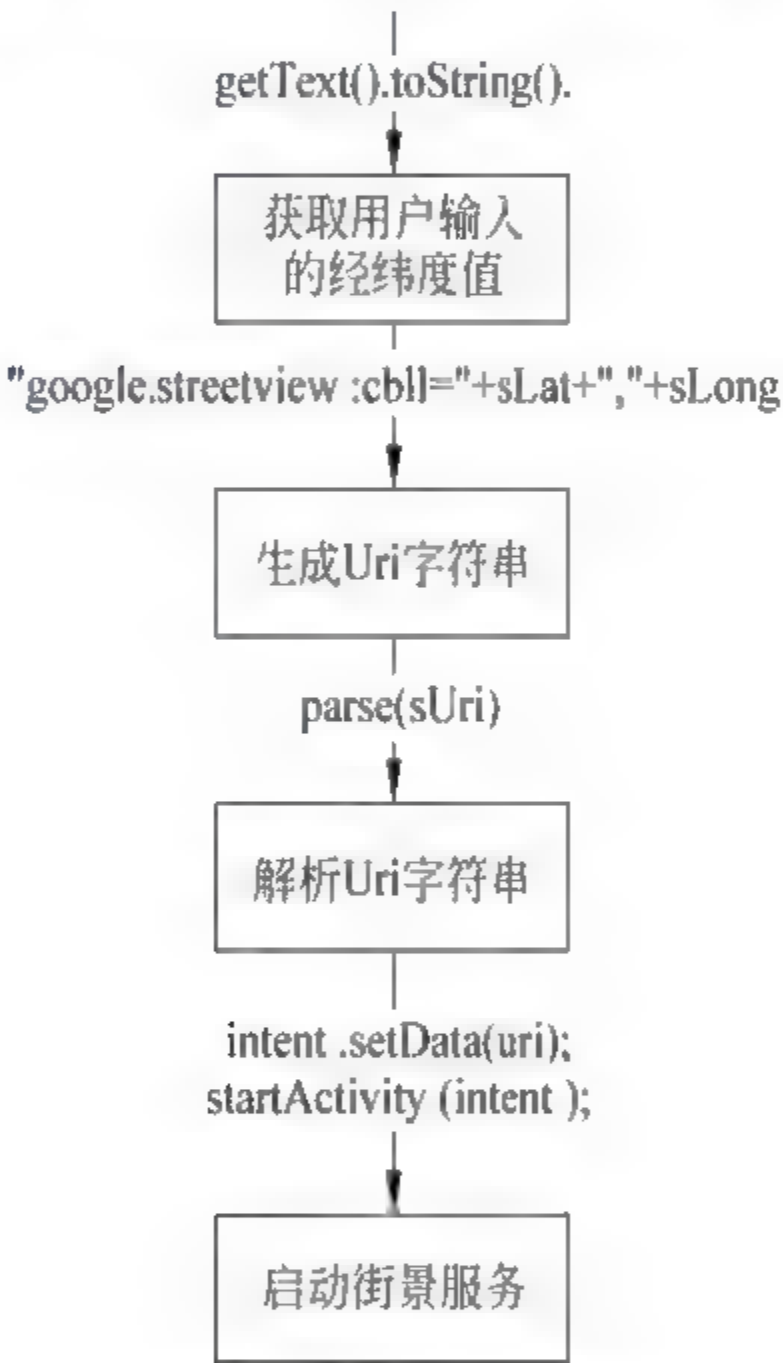 getText().toString().
获取用户输入
的经纬度值
"google.streetview :cbll="+sLat+","+sLong
生成Uri字符串
parse(sUri)
解析Uri字符串
intent .setData(uri);
startActivity (intent );
启动街景服务